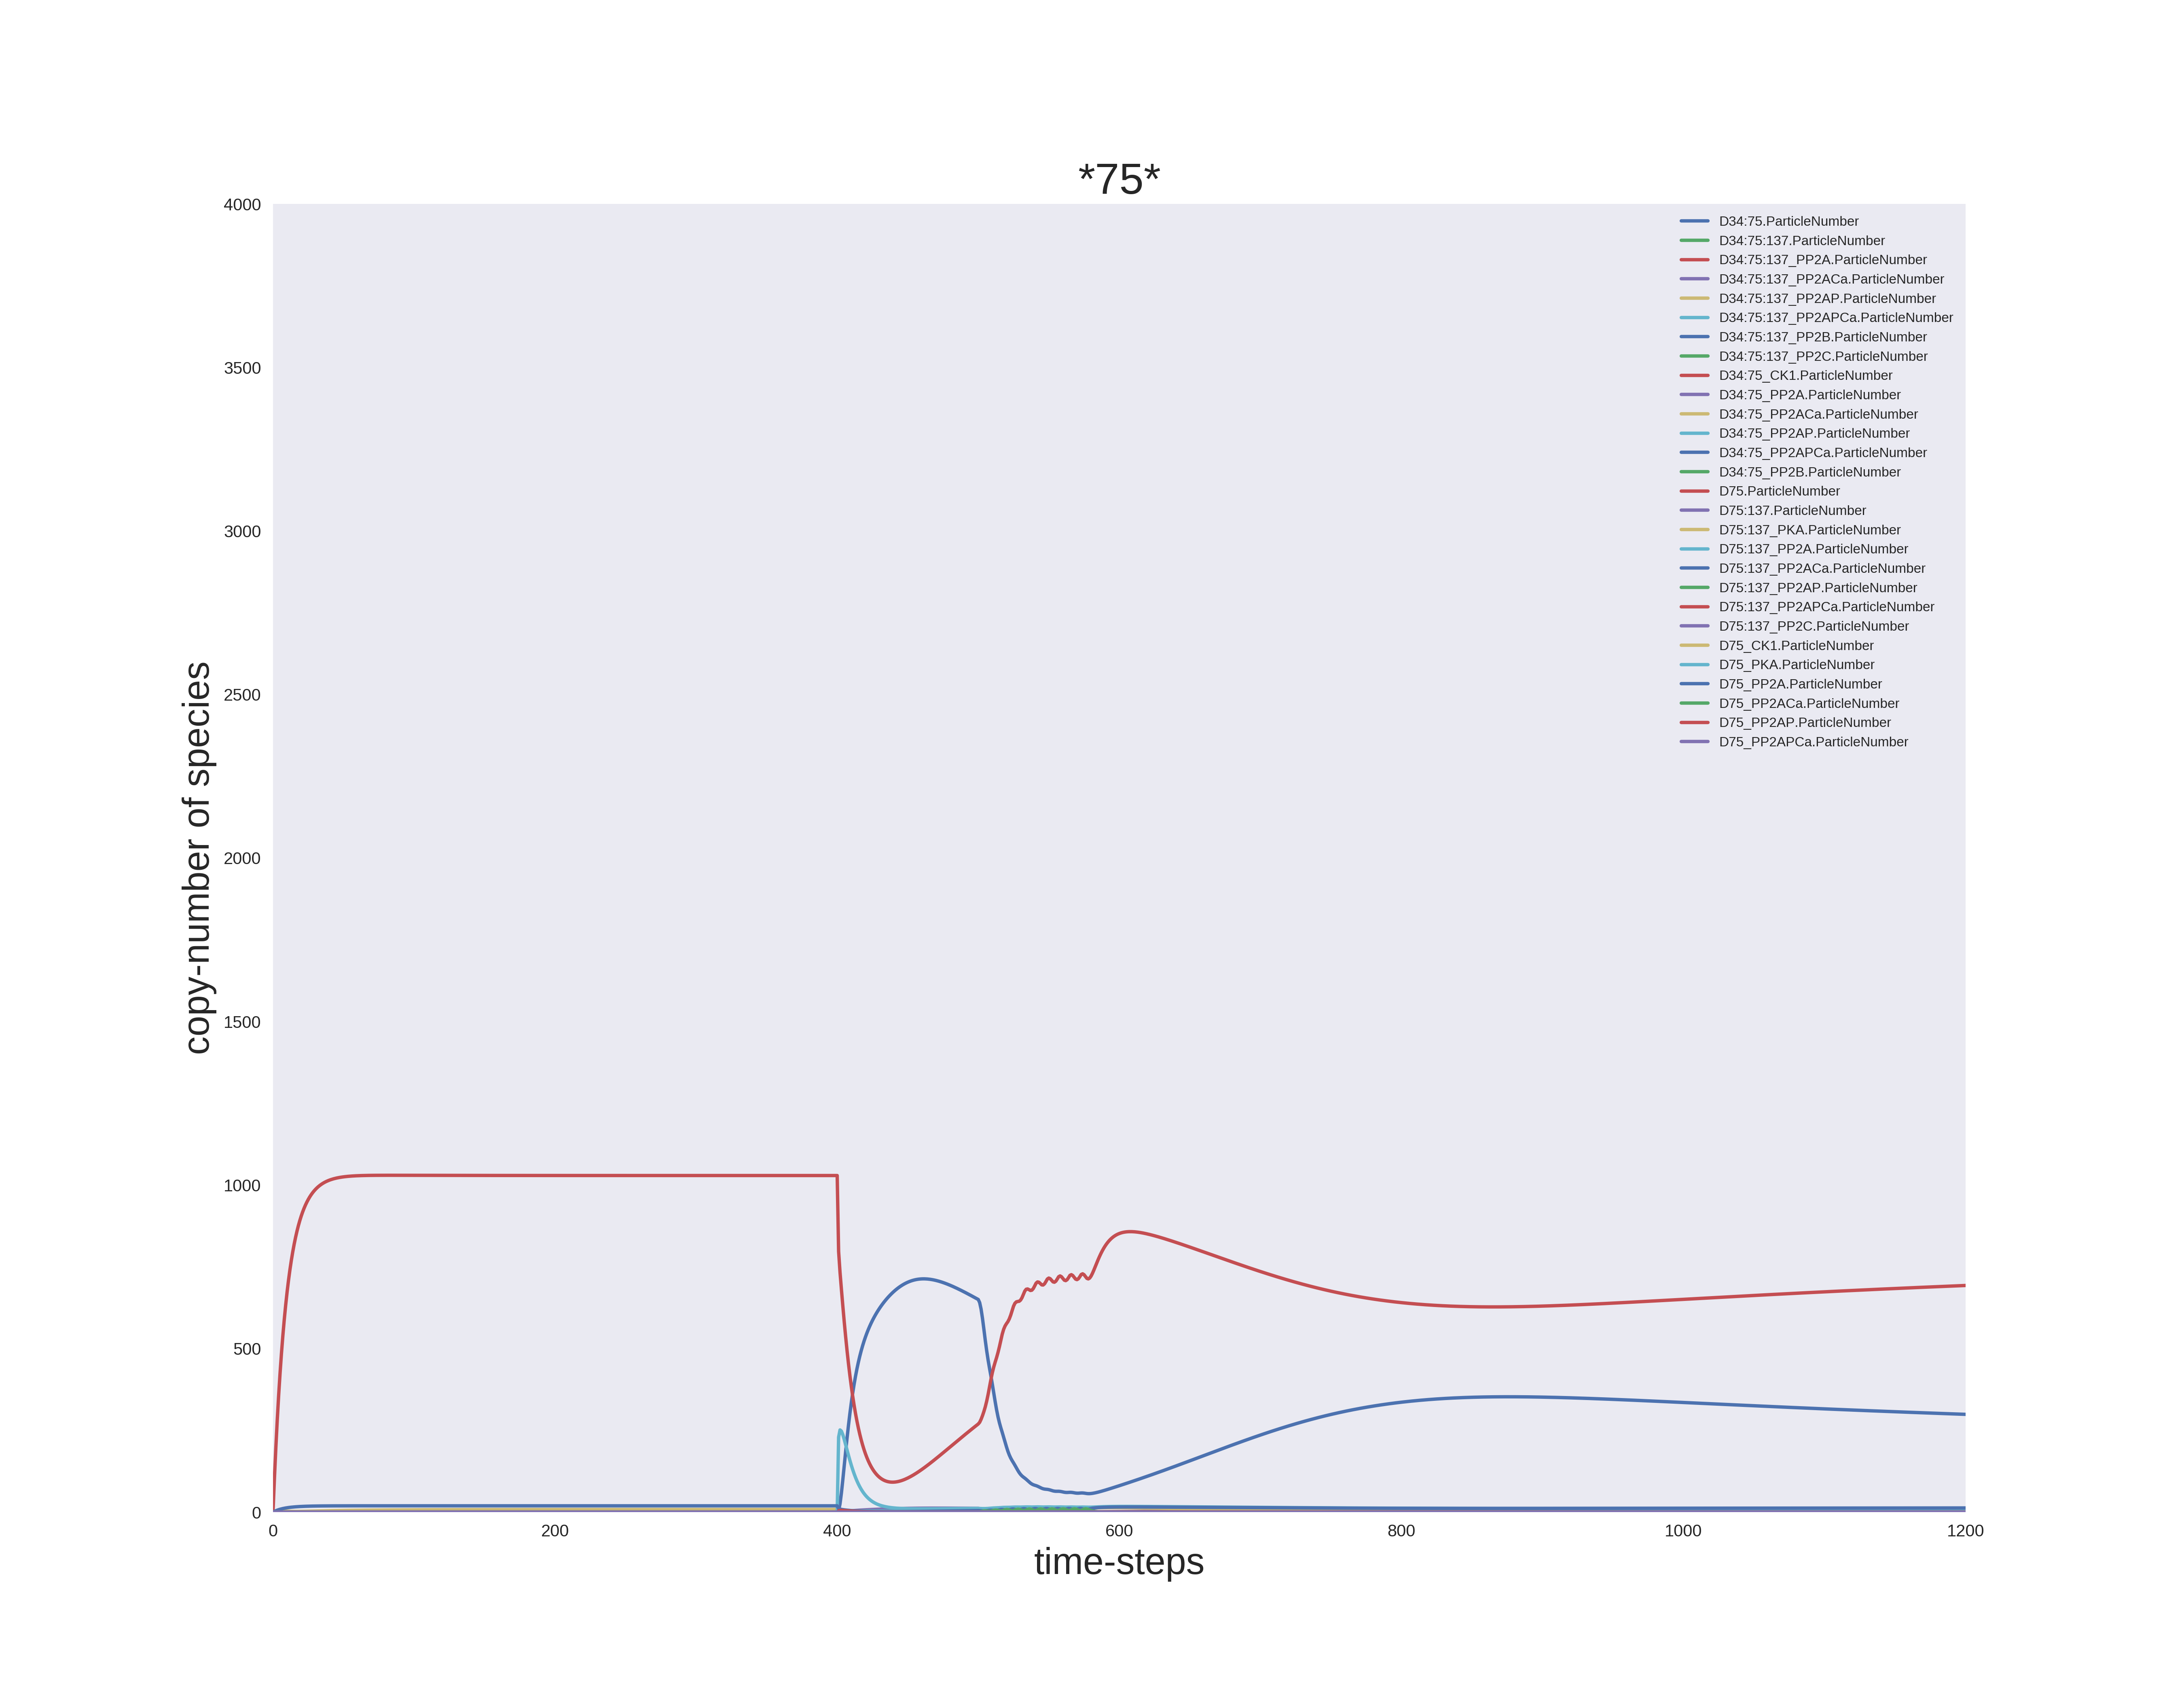 *75*
4000
3500
3000
2500
2000
1500
1000
500
0
copy-number of species
D34:75.ParticleNumber
D34:75:137.ParticleNumber
D34:75:137_PP2A.ParticleNumber
D34:75:137_PP2ACa.ParticleNumber
D34:75:137_PP2AP.ParticleNumber
D34:75:137_PP2APCa.ParticleNumber
D34:75:137_PP2B.ParticleNumber
D34:75:137_PP2C.ParticleNumber
D34:75_CK1.ParticleNumber
D34:75_PP2A.ParticleNumber
D34:75_PP2ACa.ParticleNumber
D34:75_PP2AP.ParticleNumber
D34:75_PP2APCa.ParticleNumber
D34:75_PP2B.ParticleNumber
D75.ParticleNumber
D75:137.ParticleNumber
D75:137_PKA.ParticleNumber
D75:137_PP2A.ParticleNumber
D75:137_PP2ACa.ParticleNumber
D75:137_PP2AP.ParticleNumber
D75:137_PP2APCa.ParticleNumber
D75:137_PP2C.ParticleNumber
D75_CK1.ParticleNumber
D75_PKA.ParticleNumber
D75_PP2A.ParticleNumber
D75_PP2ACa.ParticleNumber
D75_PP2AP.ParticleNumber
D75_PP2APCa.ParticleNumber
0 200 400 600 800 1000 1200
time-steps